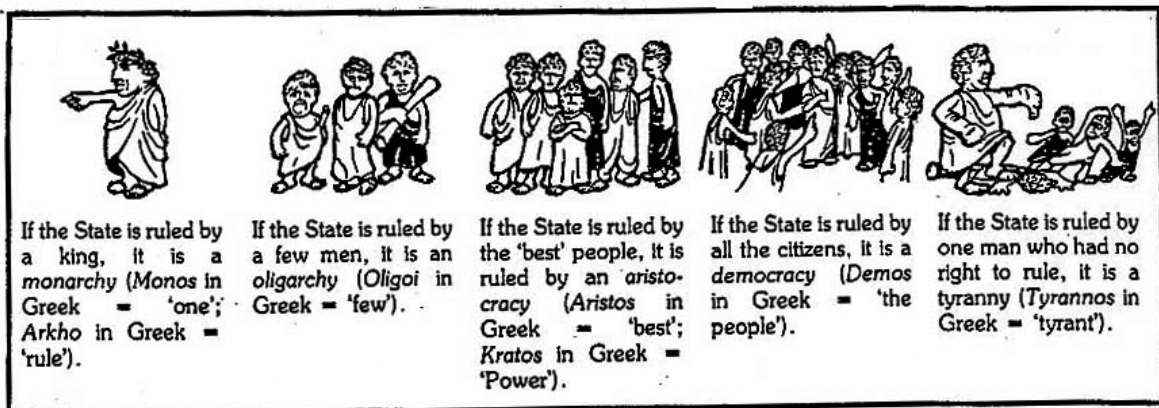 If the State is ruled by
a king, it is a
monarchy (Monos in
Greek = 'one';
Arkho in Greek =
'rule').
If the State is ruled by
a few men, it is an
oligarchy (Oligoi in
Greek = 'few').
If the State is ruled by
the 'best' people, it is
ruled by an aristo-
cracy (Aristos in
Greek = 'best';
Kratos in Greek =
'Power').
If the State is ruled by
all the citizens, it is a
democracy (Demos
in Greek = 'the
people').
If the State is ruled by
one man who had no
right to rule, it is a
tyranny (Tyrannos in
Greek = 'tyrant').